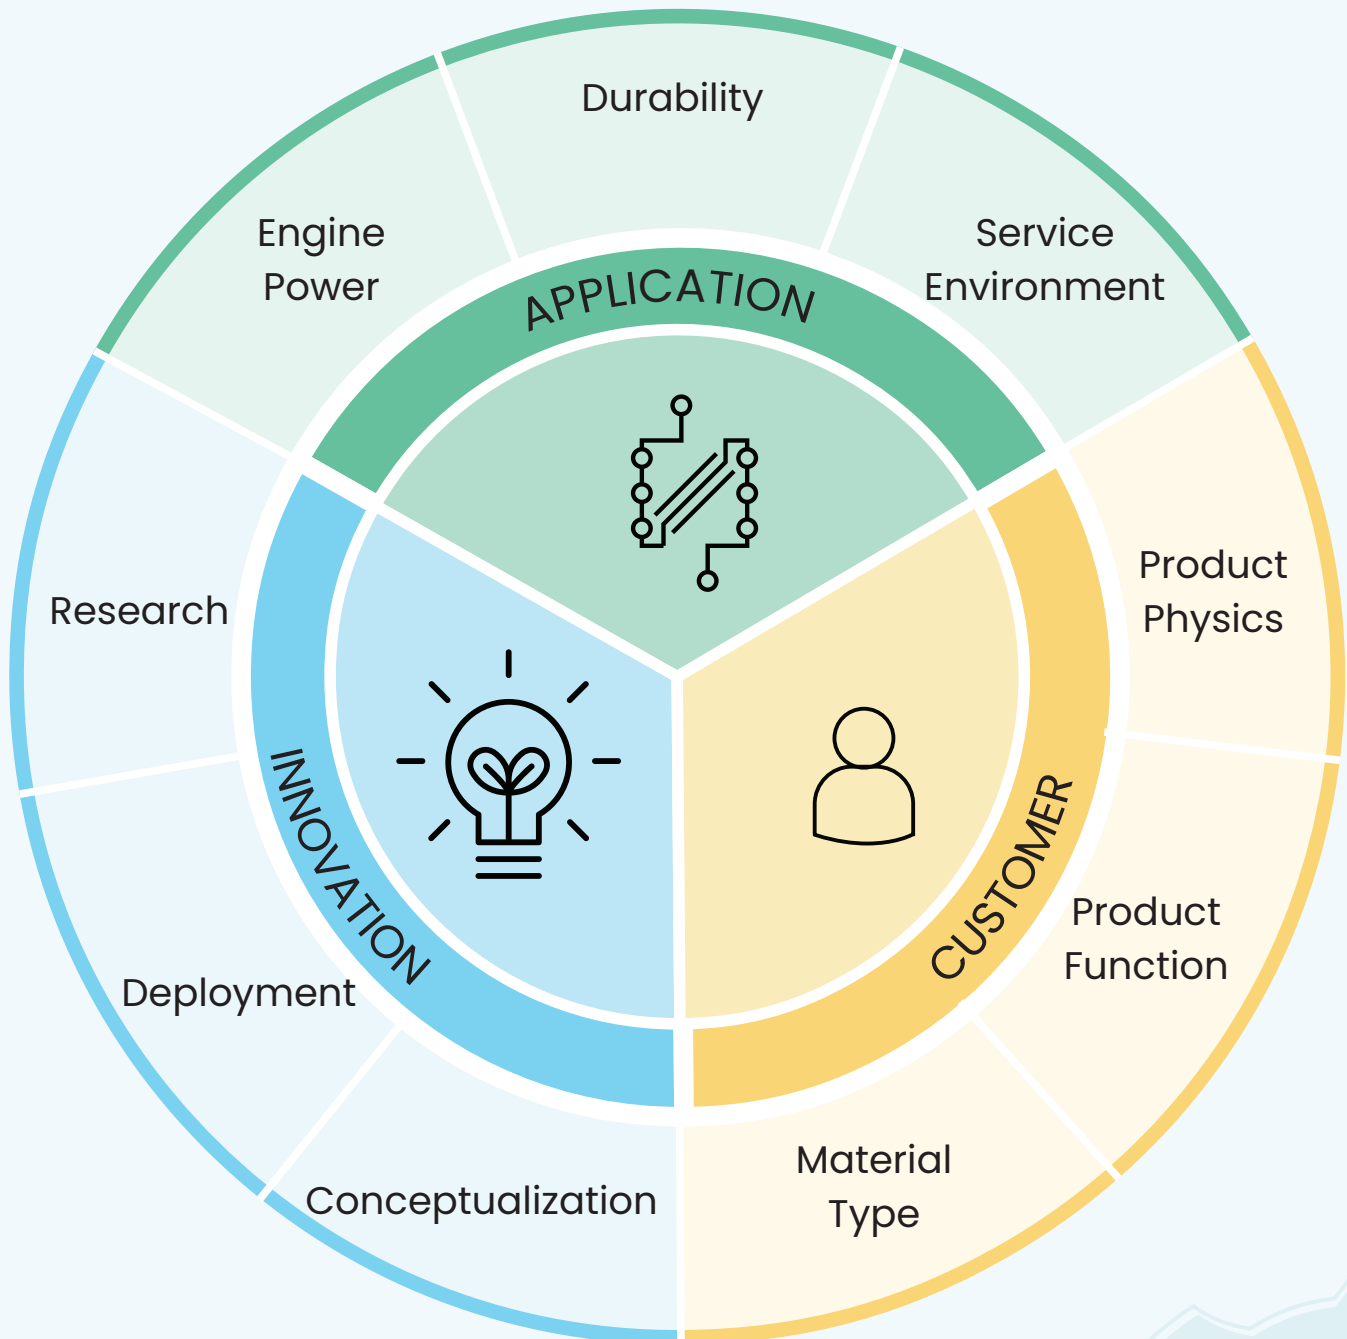 Durability
Engine
Power
Service
Environment
APPLICATION
Research
Product
Physics
INNOVATION
CUSTOMER
Product
Function
Deployment
Material
Type
Conceptualization